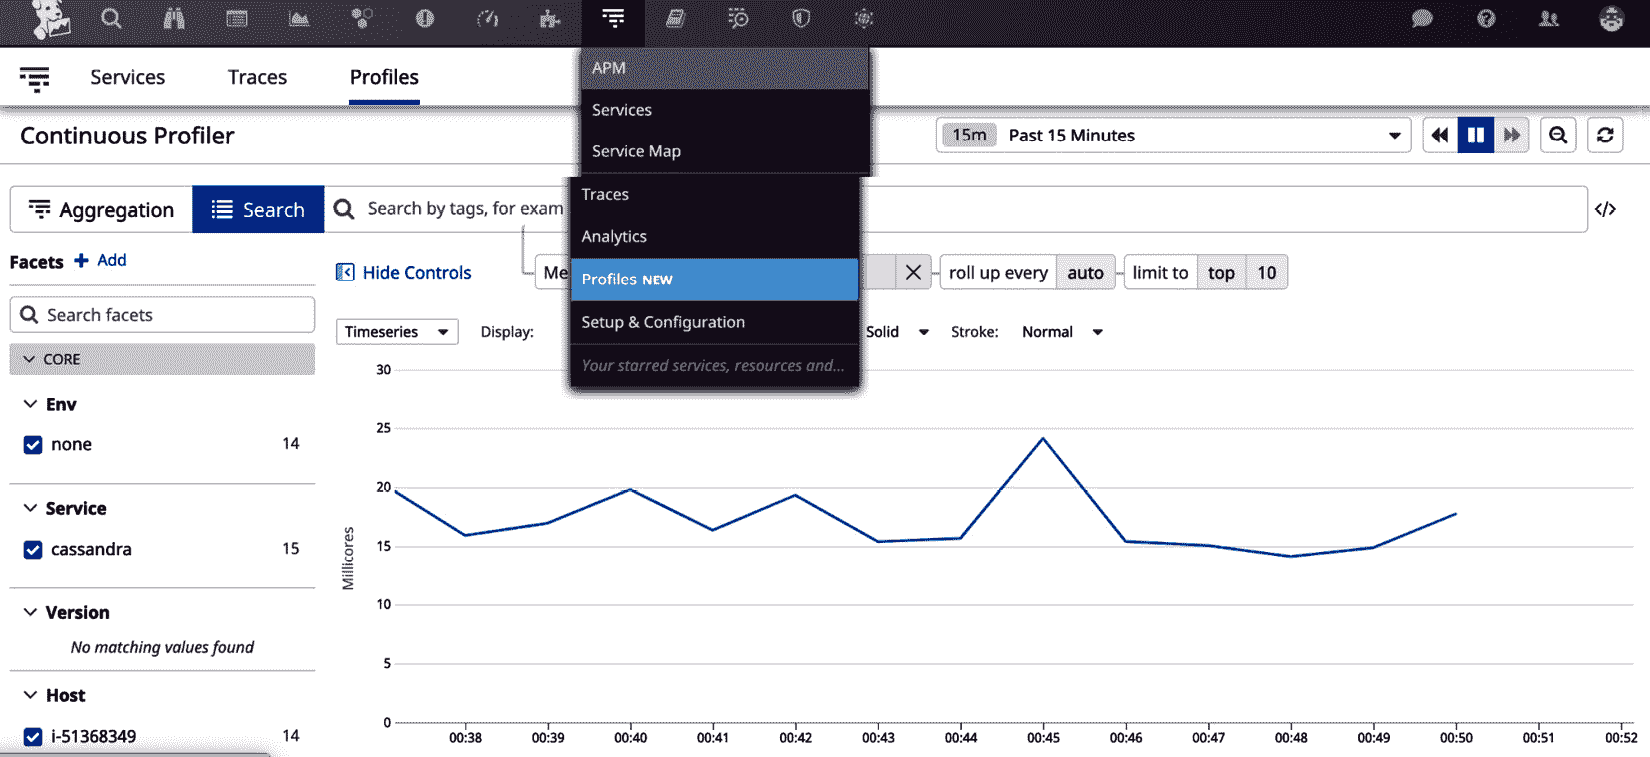 Services Traces Profiles
APM
Services
Service Map
Traces
Analytics
Profiles NEW
Setup & Configuration
Your starred services, resources and...
Continuous Profiler
15m Past 15 Minutes
Aggregation Search Search by tags, for exam
</>
Facets + Add
Hide Controls
Me
roll up every auto limit to top 10
Search facets
Timeseries Display: Solid Stroke: Normal
CORE
Env
none 14
Service
cassandra 15
Version
No matching values found
Host
i-51368349 14
Millicores
30
25
20
15
10
5
0
00:38 00:39 00:40 00:41 00:42 00:43 00:44 00:45 00:46 00:47 00:48 00:49 00:50 00:51 00:52